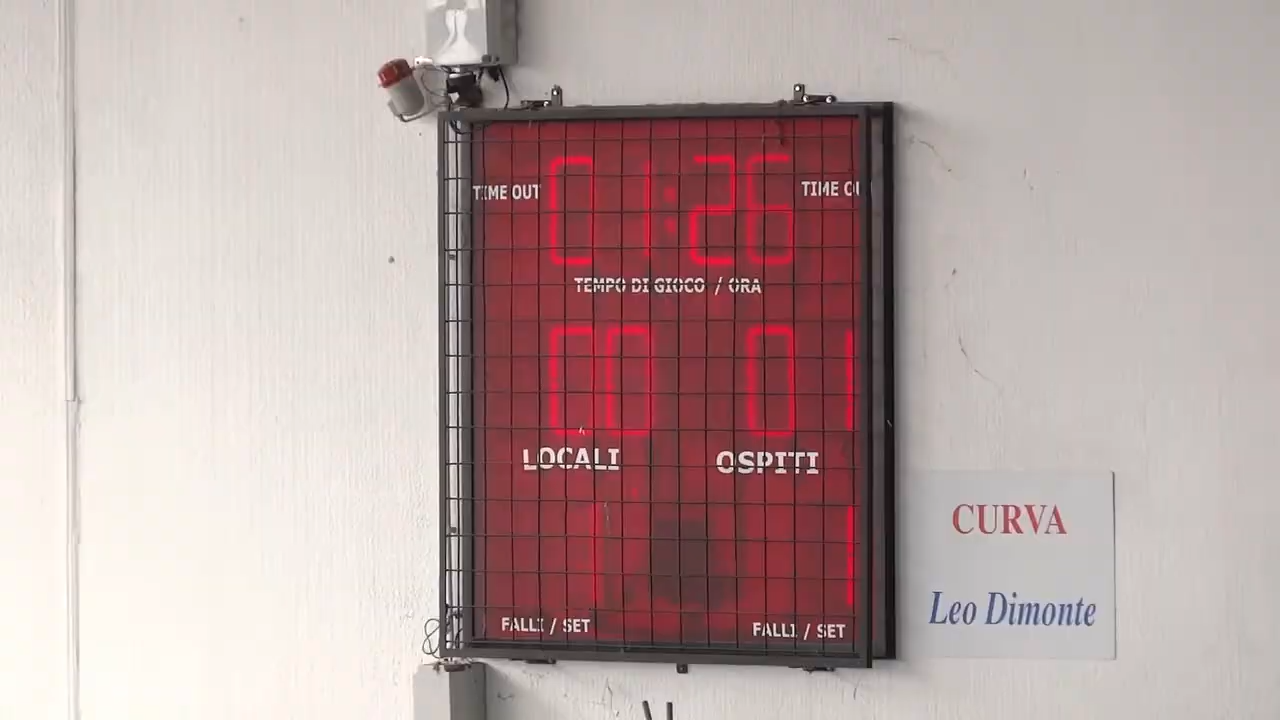 01:26
TIME OUT
TIME OU
TEMPO DI GIOCO / ORA
00
01
LOCALI
OSPITI
1
1
FALLI / SET
FALLI / SET
CURVA
Leo Dimonte